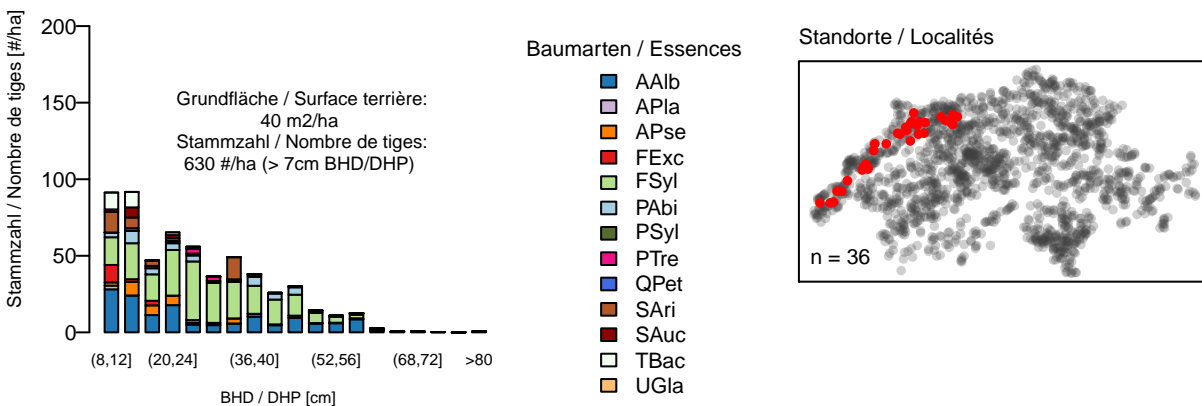 Stammzahl / Nombre de tiges [#/ha]
200
150
100
50
0
Grundfläche / Surface terrière:
40 m2/ha
Stammzahl / Nombre de tiges:
630 #/ha (> 7cm BHD/DHP)
(8,12]
(20,24]
(36,40]
(52,56]
(68,72]
>80
BHD / DHP [cm]
Baumarten / Essences
AAlb
APla
APse
FExc
FSyl
PAbi
PSyl
PTre
QPet
SAri
SAuc
TBac
UGla
Standorte / Localités
n = 36